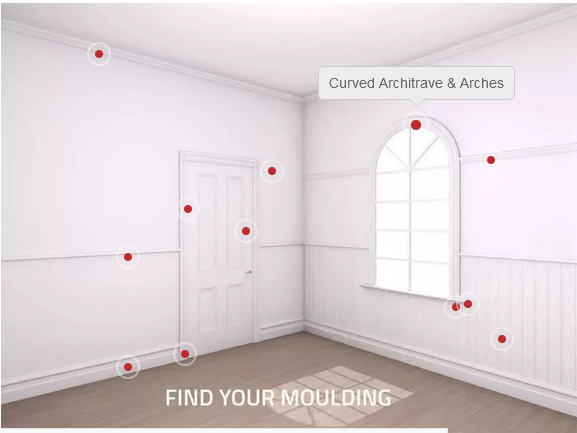 Curved Architrave & Arches
FIND YOUR MOULDING